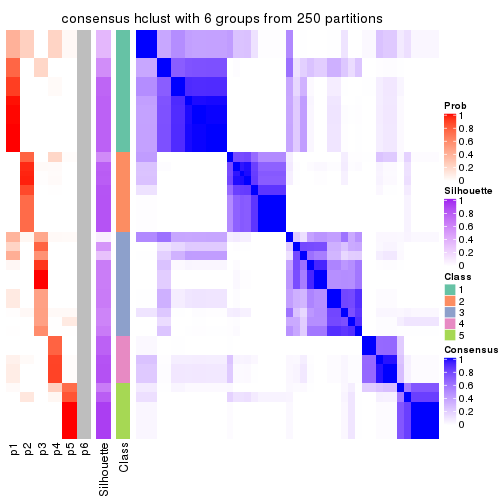 consensus hclust with 6 groups from 250 partitions
Prob
1
0.8
0.6
0.4
0.2
0
Silhouette
1
0.8
0.6
0.4
0.2
0
Class
1
2
3
4
5
Consensus
1
0.8
0.6
0.4
0.2
0
p1
p2
p3
p4
p5
p6
Silhouette
Class